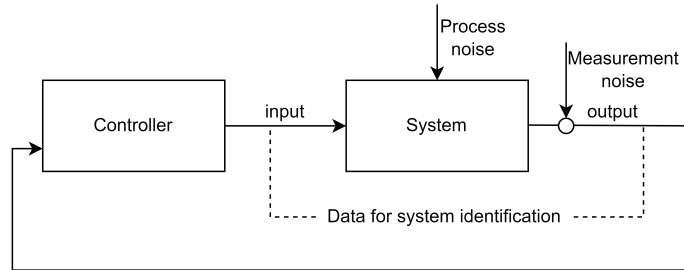 Process
noise
Measurement
noise
Controller
input
System
output
Data for system identification